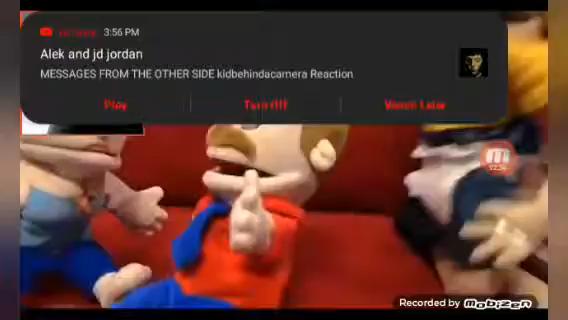 3:56 PM
Alek and jd jordan
MESSAGES FROM THE OTHER SIDE kidbehindacamera Reaction
Play
Turn Off
Watch Later
Recorded by MOBIZEN